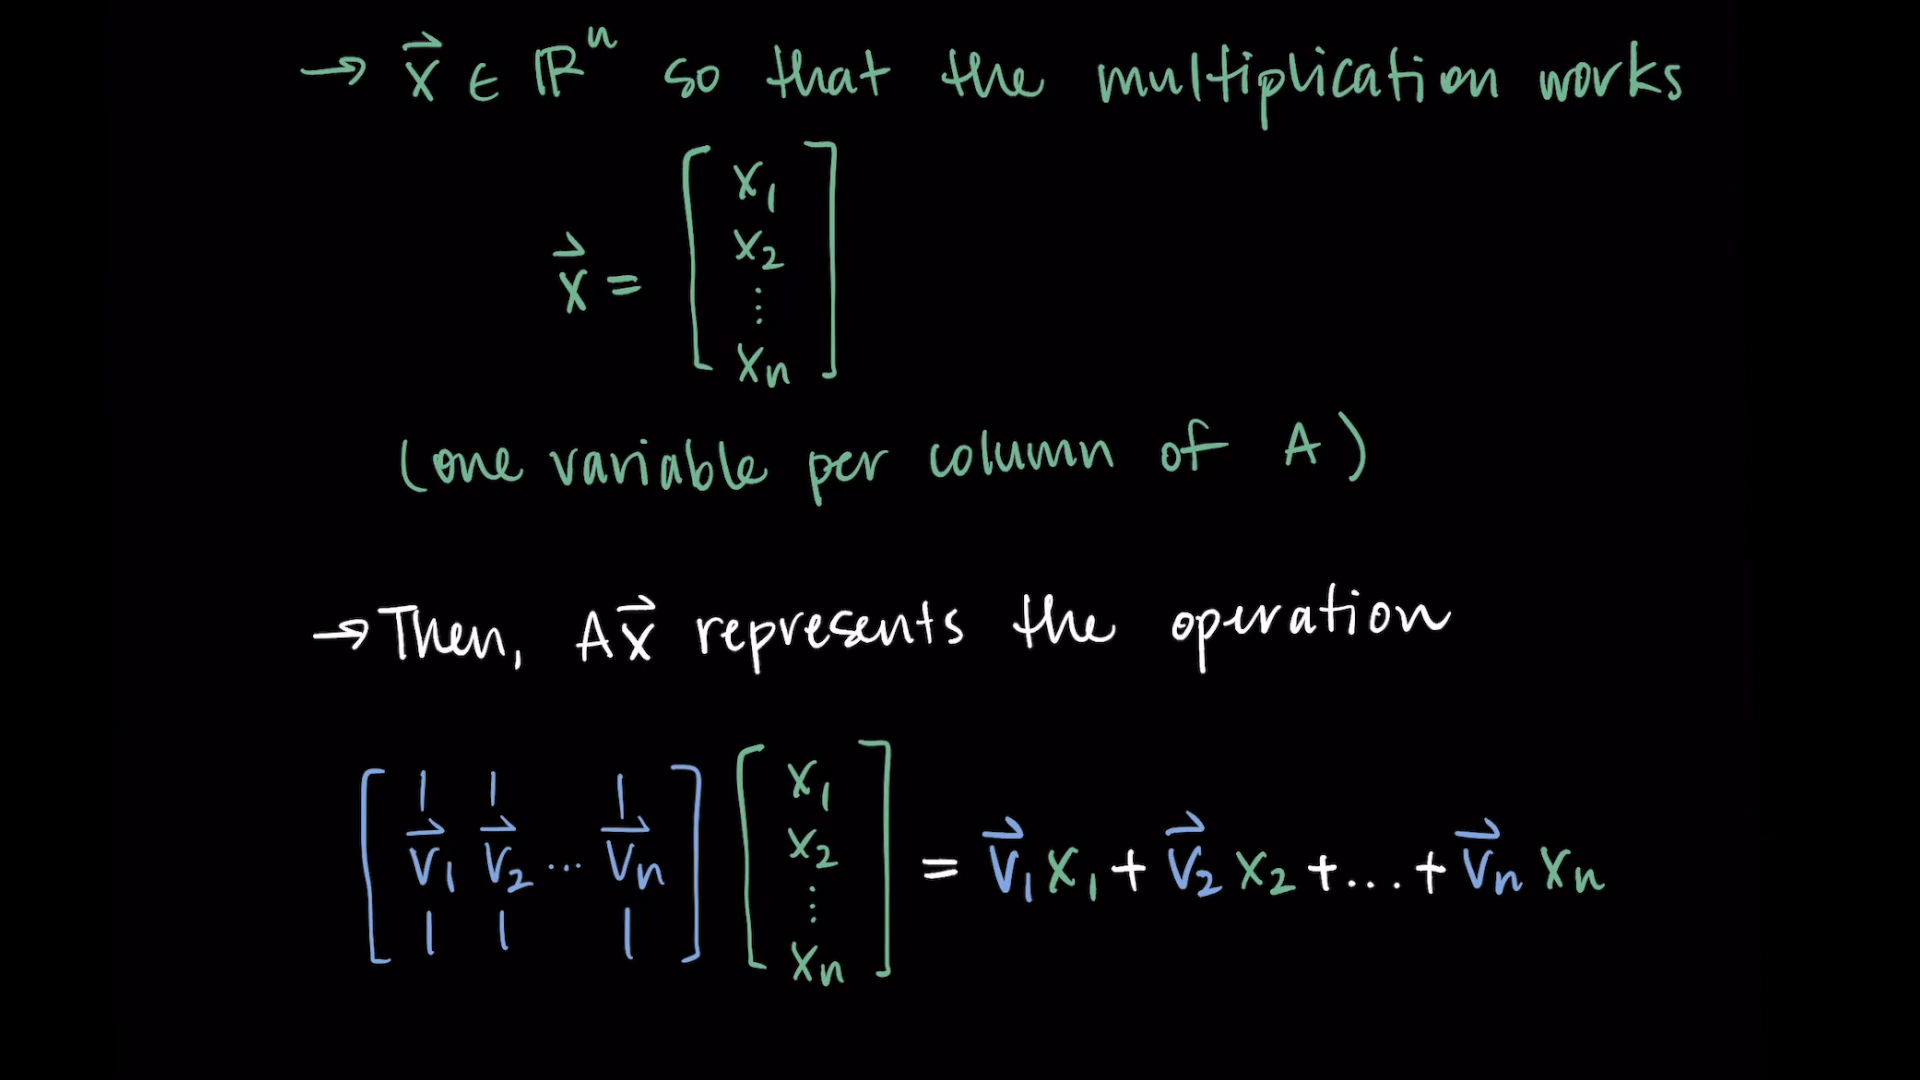 → x⃗ ∈ ℝⁿ so that the multiplication works
x⃗ = [x₁ x₂ ⋮ xₙ]
(one variable per column of A)
→ Then, Ax⃗ represents the operation
[v⃗₁ v⃗₂ ... v⃗ₙ] [x₁ x₂ ⋮ xₙ] = v⃗₁x₁ + v⃗₂x₂ + ... + v⃗ₙxₙ